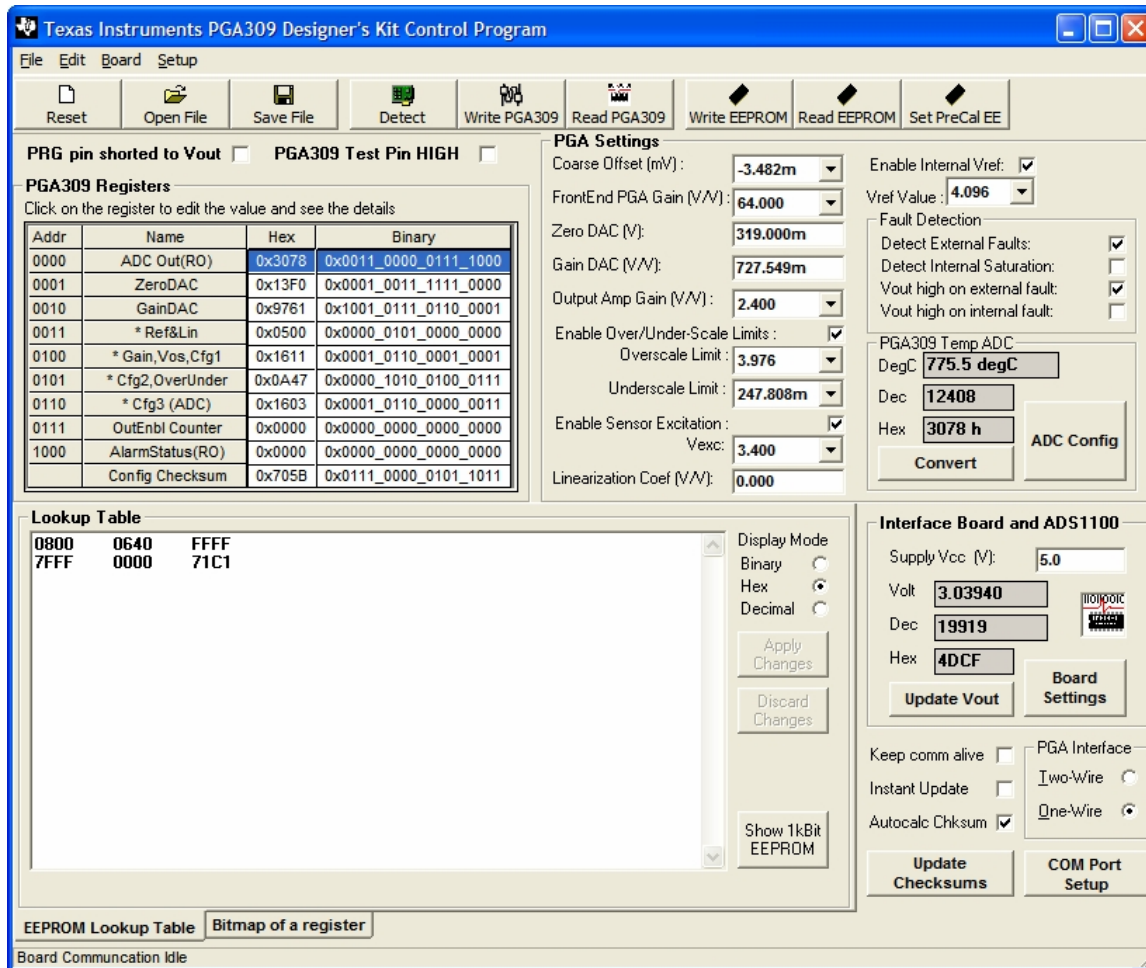 Texas Instruments PGA309 Designer's Kit Control Program
File Edit Board Setup
Reset Open File Save File Detect Write PGA309 Read PGA309 Write EEPROM Read EEPROM Set PreCal EE
PRG pin shorted to Vout PGA309 Test Pin HIGH
PGA309 Registers
Click on the register to edit the value and see the details
Addr Name Hex Binary
0000 ADC Out(RO) 0x3078 0x0011_0000_0111_1000
0001 ZeroDAC 0x13F0 0x0001_0011_1111_0000
0010 GainDAC 0x9761 0x1001_0111_0110_0001
0011 * Ref&Lin 0x0500 0x0000_0101_0000_0000
0100 * Gain,Vos,Cfg1 0x1611 0x0001_0110_0001_0001
0101 * Cfg2,OverUnder 0x0A47 0x0000_1010_0100_0111
0110 * Cfg3 (ADC) 0x1603 0x0001_0110_0000_0011
0111 OutEnbl Counter 0x0000 0x0000_0000_0000_0000
1000 AlarmStatus(RO) 0x0000 0x0000_0000_0000_0000
Config Checksum 0x705B 0x0111_0000_0101_1011
PGA Settings
Coarse Offset (mV) : -3.482m
FrontEnd PGA Gain (V/V) : 64.000
Zero DAC (V): 319.000m
Gain DAC (V/V): 727.549m
Output Amp Gain (V/V) : 2.400
Enable Over/Under-Scale Limits :
Overscale Limit : 3.976
Underscale Limit : 247.808m
Enable Sensor Excitation :
Vexc: 3.400
Linearization Coef (V/V): 0.000
Enable Internal Vref:
Vref Value : 4.096
Fault Detection
Detect External Faults:
Detect Internal Saturation:
Vout high on external fault:
Vout high on internal fault:
PGA309 Temp ADC
DegC 775.5 degC
Dec 12408
Hex 3078 h
Convert
ADC Config
Lookup Table
0800 0640 FFFF
7FFF 0000 71C1
Display Mode
Binary
Hex
Decimal
Apply
Changes
Discard
Changes
Show 1kBit
EEPROM
Interface Board and ADS1100
Supply Vcc (V): 5.0
Volt 3.03940
Dec 19919
Hex 4DCF
Update Vout
Board
Settings
Keep comm alive
Instant Update
Autocalc Chksum
PGA Interface
Two-Wire
One-Wire
Update
Checksums
COM Port
Setup
EEPROM Lookup Table Bitmap of a register
Board Communcation Idle